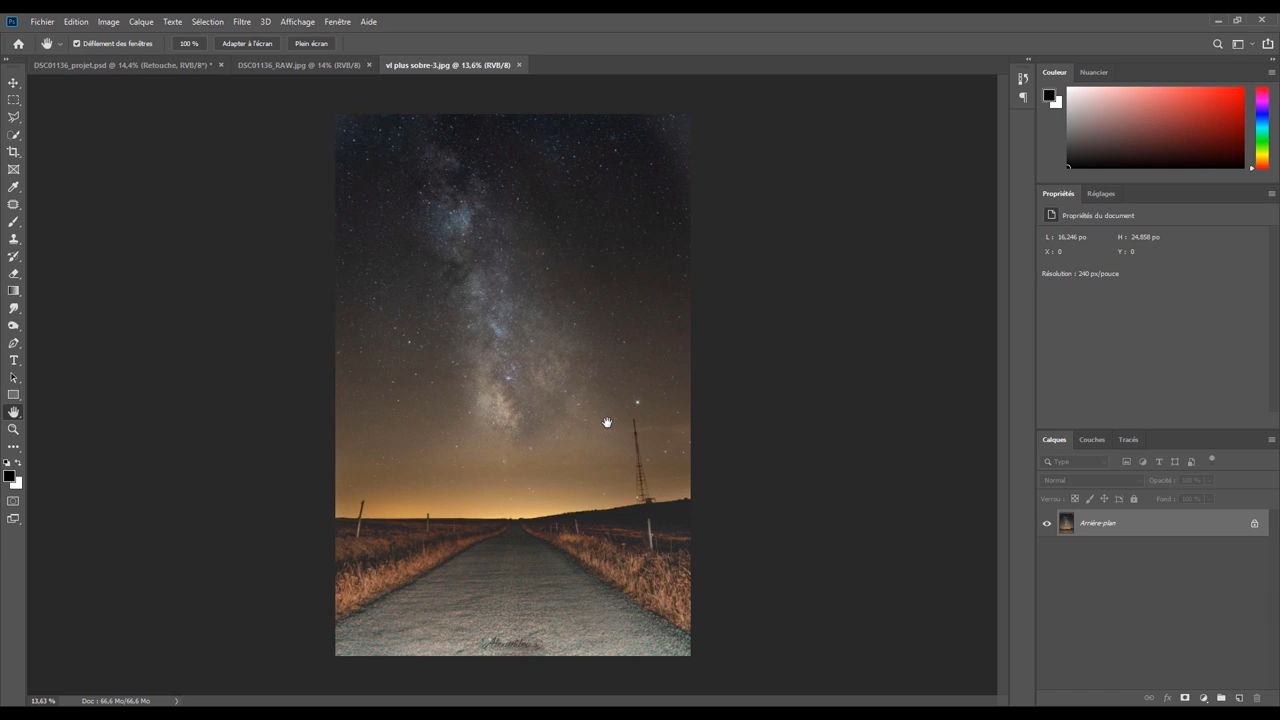 Ps Fichier Edition Image Calque Texte Sélection Filtre 3D Affichage Fenêtre Aide
Défilement des fenêtres 100 % Adapter à l'écran Plein écran
DSC01136_projet.psd @ 14,4% (Retouche, RVB/8*) * DSC01136_RAW.jpg @ 14% (RVB/8) vl plus sobre-3.jpg @ 13,6% (RVB/8)
Couleur Nuancier
Propriétés Réglages
Propriétés du document
L : 16,246 po H : 24,858 po
X : 0 Y : 0
Résolution : 240 px/pouce
Calques Couches Tracés
Type
Normal Opacité : 100 %
Verrou : Fond : 100 %
Arrière-plan
13,63 % Doc : 66,6 Mo/66,6 Mo